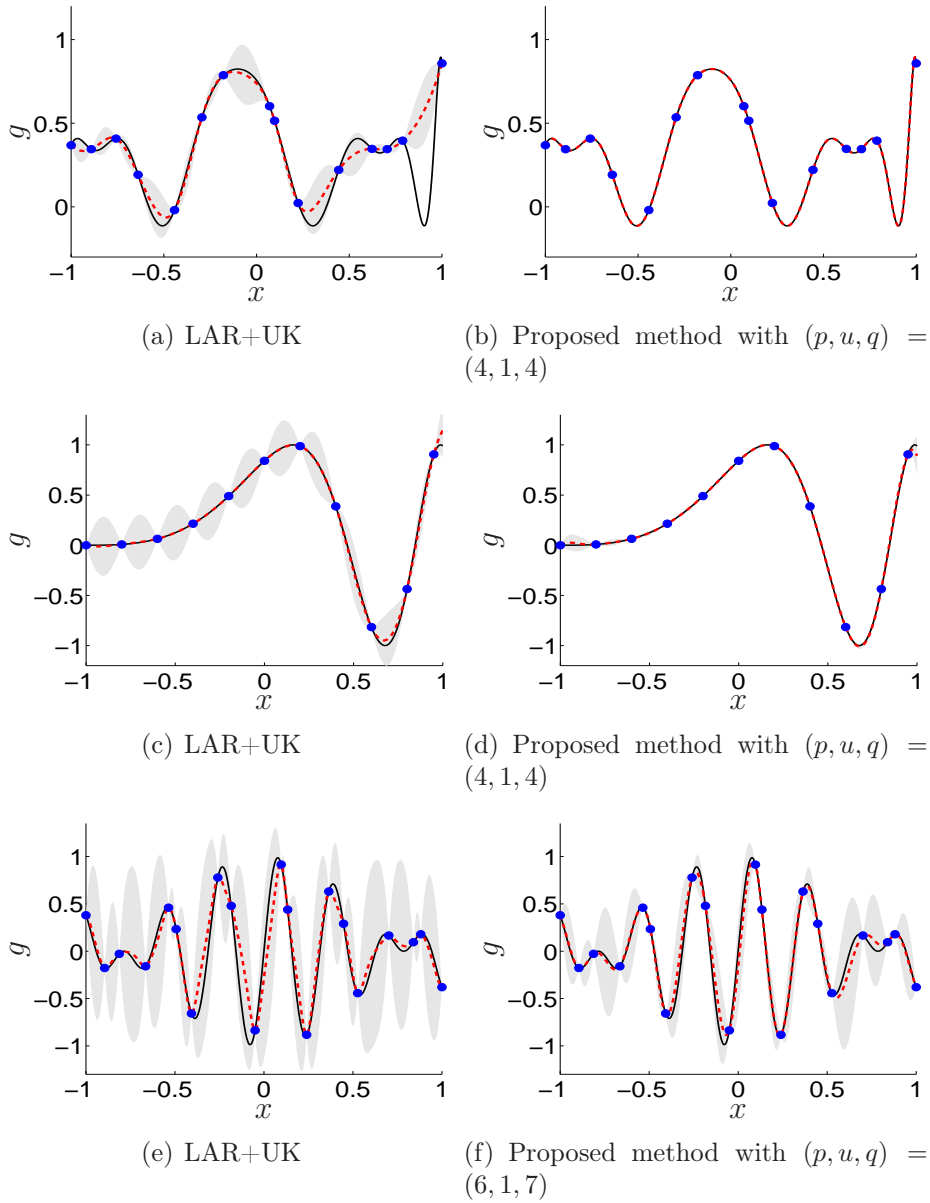 1
0.5
0
g
−1 −0.5 0 0.5 1
x
(a) LAR+UK
1
0.5
0
g
−1 −0.5 0 0.5 1
x
(b) Proposed method with (p, u, q) =
(4, 1, 4)
1
0.5
0
−0.5
−1
g
−1 −0.5 0 0.5 1
x
(c) LAR+UK
1
0.5
0
−0.5
−1
g
−1 −0.5 0 0.5 1
x
(d) Proposed method with (p, u, q) =
(4, 1, 4)
1
0.5
0
−0.5
−1
g
−1 −0.5 0 0.5 1
x
(e) LAR+UK
1
0.5
0
−0.5
−1
g
−1 −0.5 0 0.5 1
x
(f) Proposed method with (p, u, q) =
(6, 1, 7)